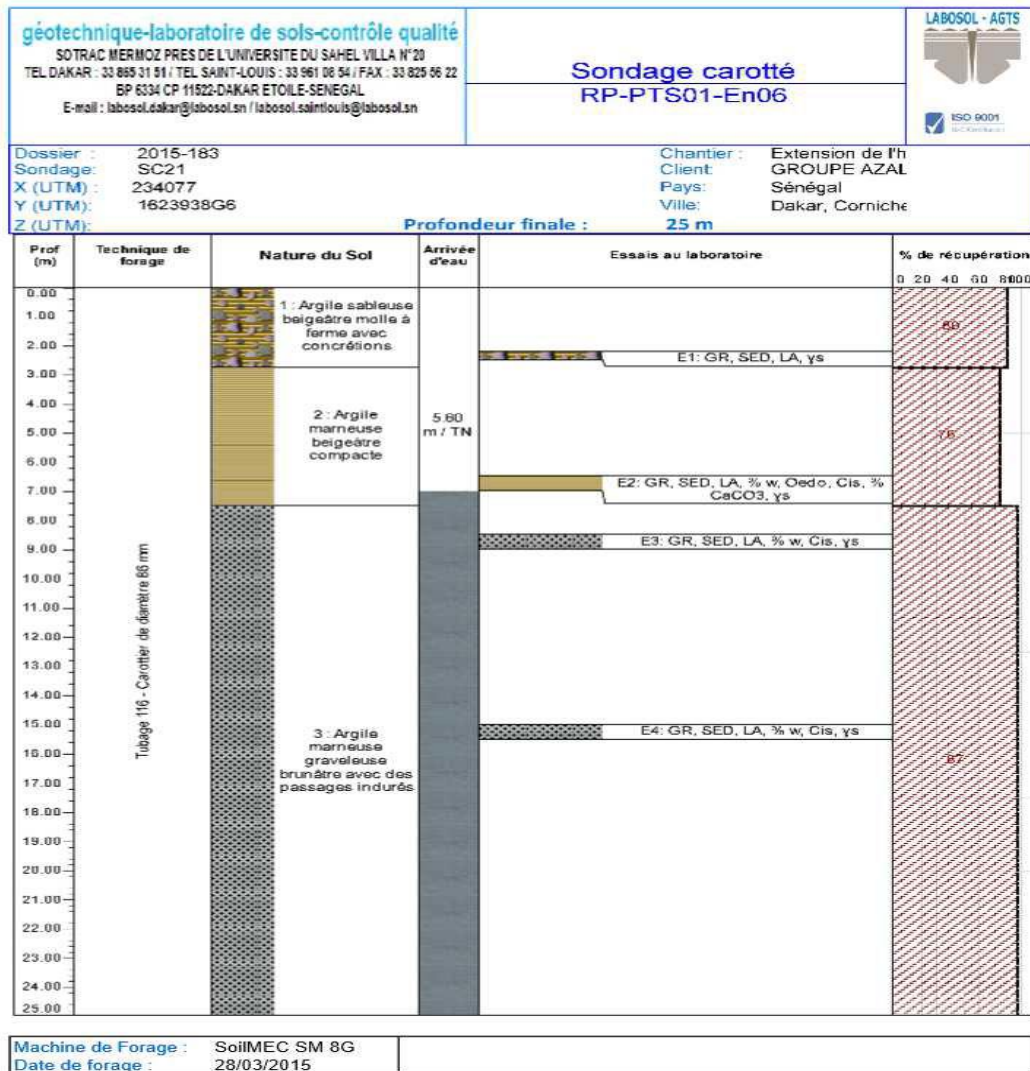 géotechnique-laboratoire de sols-contrôle qualité
SOTRAC MERMOZ PRES DE L'UNIVERSITE DU SAHEL VILLA N°20
TEL DAKAR : 33 865 31 51 / TEL SAINT-LOUIS : 33 961 08 54 / FAX : 33 825 56 22
BP 6334 CP 11522-DAKAR ETOILE-SENEGAL
E-mail : labosol.dakar@labosol.sn / labosol.saintlouis@labosol.sn
Sondage carotté
RP-PTS01-En06
LABOSOL - AGTS
ISO 9001
Dossier : 2015-183
Sondage: SC21
X (UTM) : 234077
Y (UTM): 1623938G6
Z (UTM):
Profondeur finale : 25 m
Chantier : Extension de l'h
Client: GROUPE AZAL
Pays: Sénégal
Ville: Dakar, Corniche
Prof (m)
Technique de forage
Nature du Sol
Arrivée d'eau
Essais au laboratoire
% de récupération
0 20 40 60 80 100
0.00
1.00
2.00
3.00
4.00
5.00
6.00
7.00
8.00
9.00
10.00
11.00
12.00
13.00
14.00
15.00
16.00
17.00
18.00
19.00
20.00
21.00
22.00
23.00
24.00
25.00
Tubage 116 - Carottier de diamètre 86 mm
1 : Argile sableuse
beigeâtre molle à
ferme avec
concrétions
2 : Argile
marneuse
beigeâtre
compacte
3 : Argile
marneuse
graveleuse
brunâtre avec des
passages indurés
5.60
m / TN
E1: GR, SED, LA, γs
E2: GR, SED, LA, % w, Oedo, Cis, %
CaCO3, γs
E3: GR, SED, LA, % w, Cis, γs
E4: GR, SED, LA, % w, Cis, γs
Machine de Forage : SoilMEC SM 8G
Date de forage : 28/03/2015